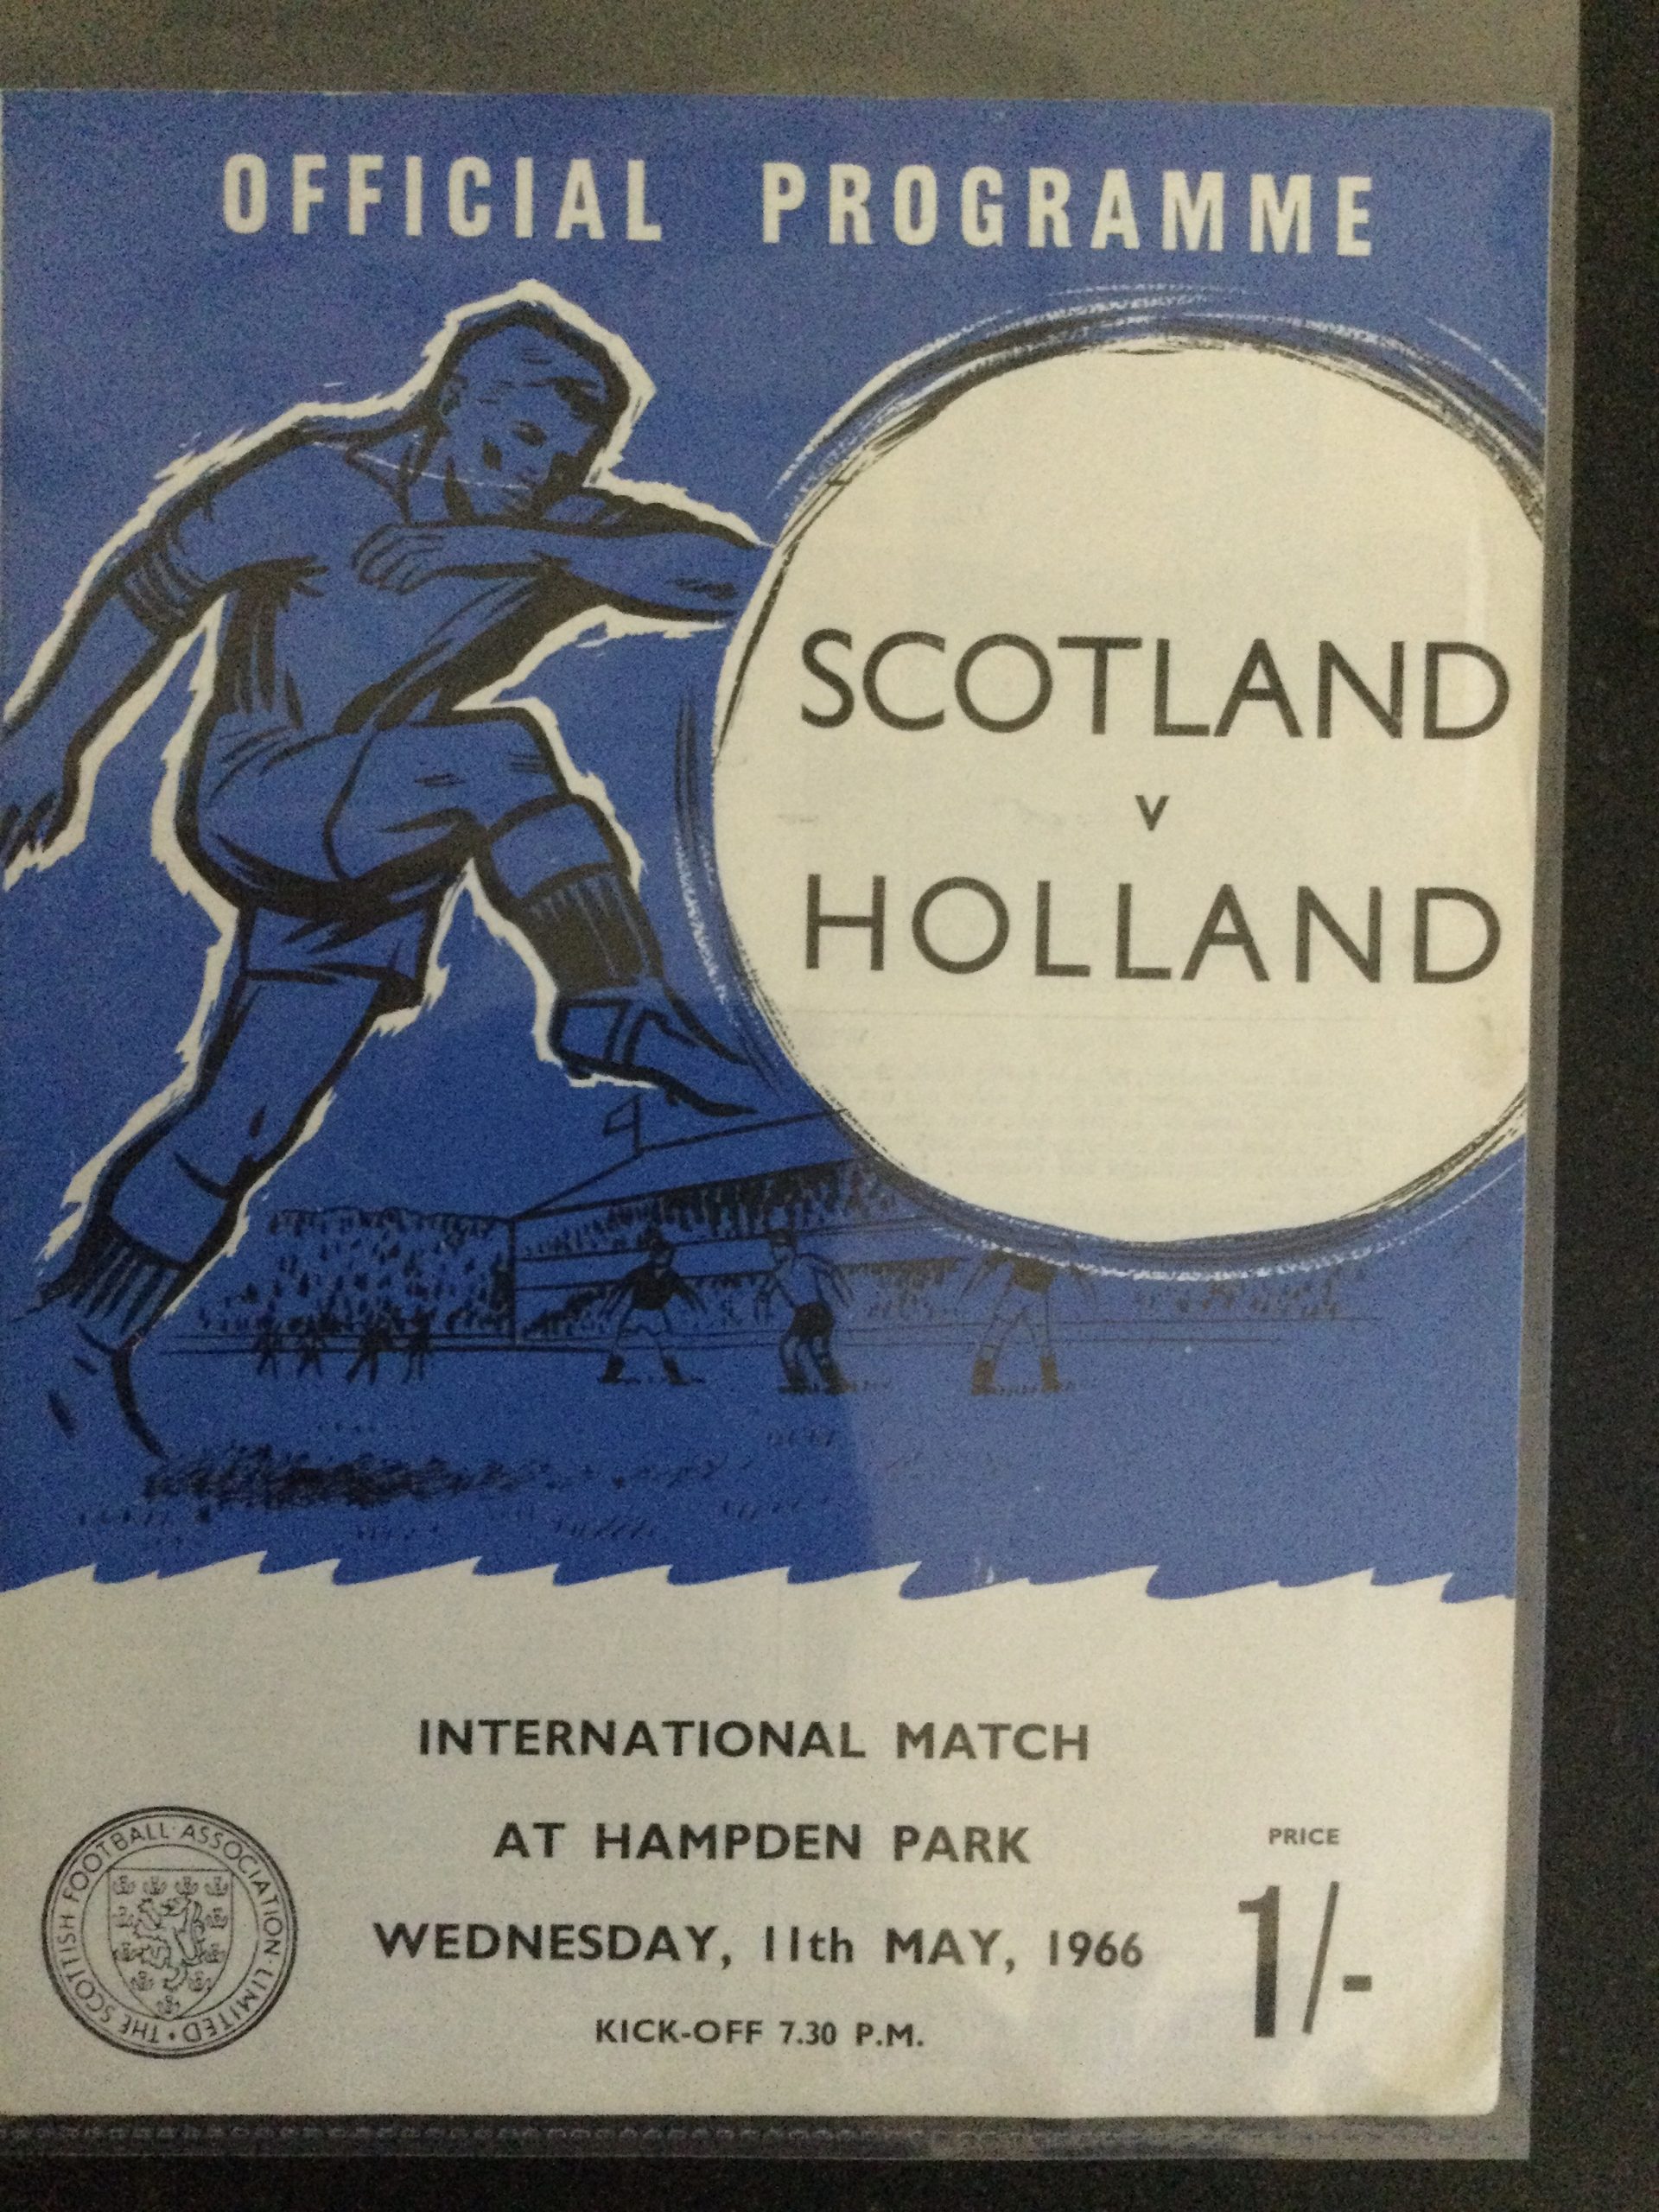 OFFICIAL PROGRAMME
SCOTLAND
v
HOLLAND
INTERNATIONAL MATCH
AT HAMPDEN PARK
WEDNESDAY, 11th MAY, 1966
KICK-OFF 7.30 P.M.
PRICE
1/-
THE SCOTTISH FOOTBALL ASSOCIATION LIMITED